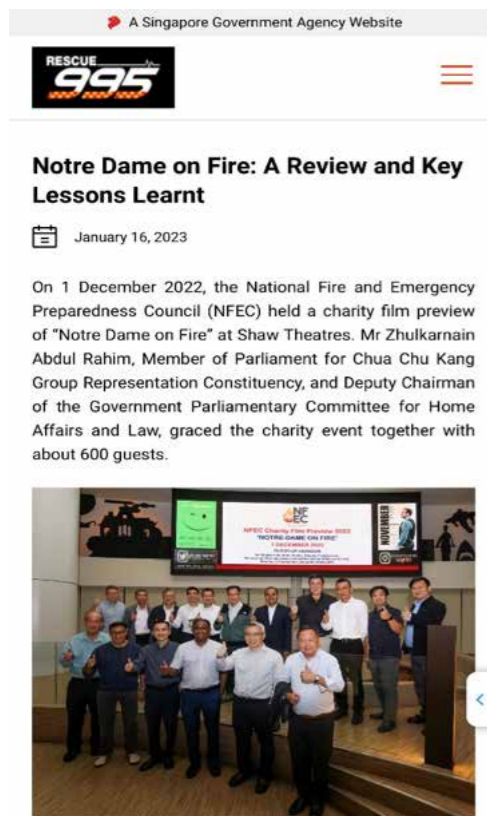 A Singapore Government Agency Website
RESCUE
995
Notre Dame on Fire: A Review and Key
Lessons Learnt
January 16, 2023
On 1 December 2022, the National Fire and Emergency
Preparedness Council (NFEC) held a charity film preview
of “Notre Dame on Fire” at Shaw Theatres. Mr Zhulkarnain
Abdul Rahim, Member of Parliament for Chua Chu Kang
Group Representation Constituency, and Deputy Chairman
of the Government Parliamentary Committee for Home
Affairs and Law, graced the charity event together with
about 600 guests.
NF
EC
NFEC Charity Film Preview 2022
"NOTRE-DAME ON FIRE"
1 DECEMBER 2022
NOVEMBER